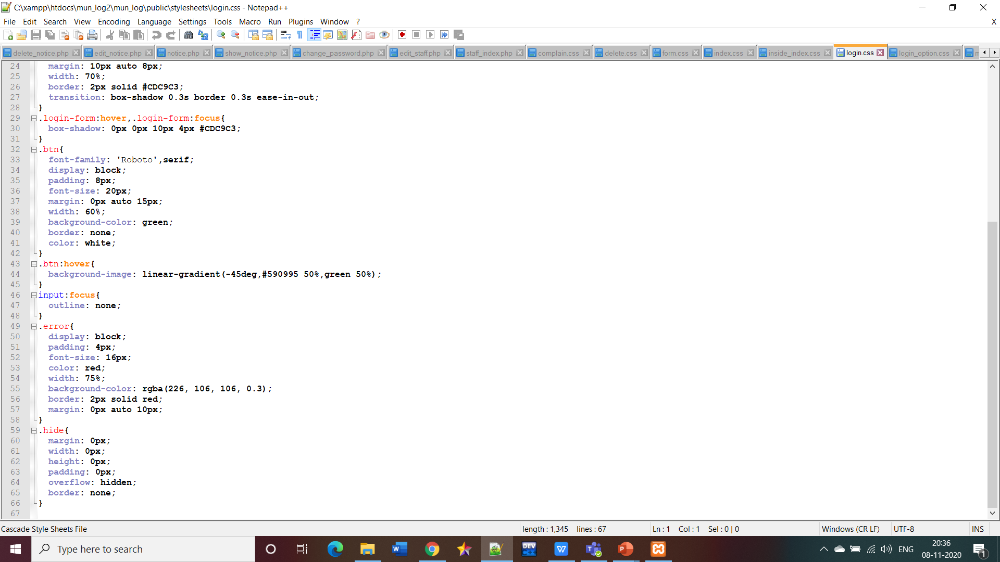 C:\xampp\htdocs\mun_log2\mun_log\public\stylesheets\login.css - Notepad++
File Edit Search View Encoding Language Settings Tools Macro Run Plugins Window ? X
delete_notice.php edit_notice.php notice.php show_notice.php change_password.php edit_staff.php staff_index.php complain.css delete.css form.css index.css inside_index.css login.css login_option.css
24 margin: 10px auto 8px;
25 width: 70%;
26 border: 2px solid #CDC9C3;
27 transition: box-shadow 0.3s border 0.3s ease-in-out;
28 }
29 .login-form:hover,.login-form:focus{
30 box-shadow: 0px 0px 10px 4px #CDC9C3;
31 }
32 .btn{
33 font-family: 'Roboto',serif;
34 display: block;
35 padding: 8px;
36 font-size: 20px;
37 margin: 0px auto 15px;
38 width: 60%;
39 background-color: green;
40 border: none;
41 color: white;
42 }
43 .btn:hover{
44 background-image: linear-gradient(-45deg,#590995 50%,green 50%);
45 }
46 input:focus{
47 outline: none;
48 }
49 .error{
50 display: block;
51 padding: 4px;
52 font-size: 16px;
53 color: red;
54 width: 75%;
55 background-color: rgba(226, 106, 106, 0.3);
56 border: 2px solid red;
57 margin: 0px auto 10px;
58 }
59 .hide{
60 margin: 0px;
61 width: 0px;
62 height: 0px;
63 padding: 0px;
64 overflow: hidden;
65 border: none;
66 }
67
Cascade Style Sheets File length : 1,345 lines : 67 Ln : 1 Col : 1 Sel : 0 | 0 Windows (CR LF) UTF-8 INS
Type here to search DEV C++ ENG 20:36
08-11-2020 1